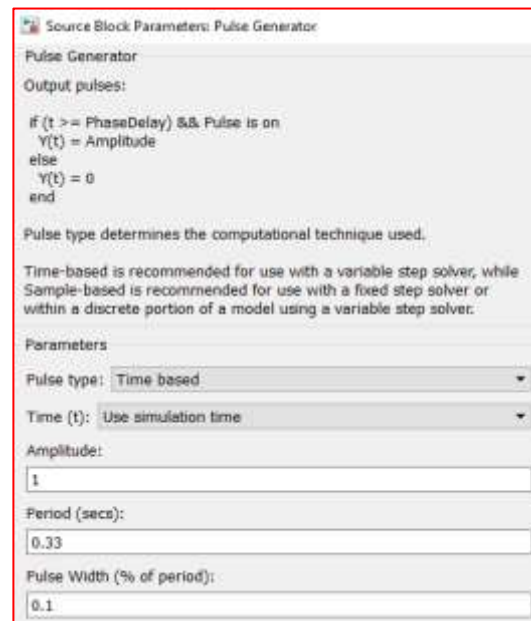 Source Block Parameters: Pulse Generator
Pulse Generator
Output pulses:
if (t >= PhaseDelay) && Pulse is on
Y(t) = Amplitude
else
Y(t) = 0
end
Pulse type determines the computational technique used.
Time-based is recommended for use with a variable step solver, while
Sample-based is recommended for use with a fixed step solver or
within a discrete portion of a model using a variable step solver.
Parameters
Pulse type: Time based
Time (t): Use simulation time
Amplitude:
1
Period (secs):
0.33
Pulse Width (% of period):
0.1